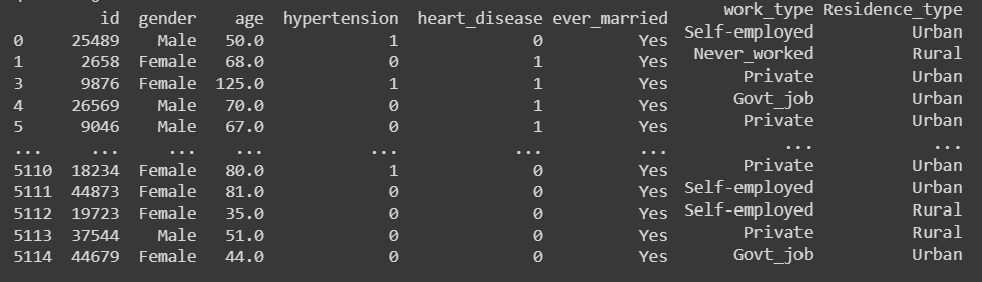 id gender age hypertension heart_disease ever_married work_type Residence_type
0 25489 Male 50.0 1 0 Yes Self-employed Urban
1 2658 Female 68.0 0 1 Yes Never_worked Rural
3 9876 Female 125.0 1 1 Yes Private Urban
4 26569 Male 70.0 0 1 Yes Govt_job Urban
5 9046 Male 67.0 0 1 Yes Private Urban
... ... ... ... ... ... ... ... ...
5110 18234 Female 80.0 1 0 Yes Private Urban
5111 44873 Female 81.0 0 0 Yes Self-employed Urban
5112 19723 Female 35.0 0 0 Yes Self-employed Rural
5113 37544 Male 51.0 0 0 Yes Private Rural
5114 44679 Female 44.0 0 0 Yes Govt_job Urban